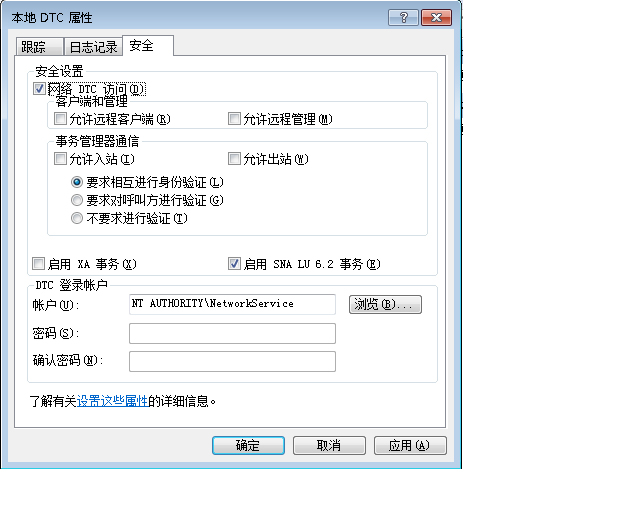 本地 DTC 属性
跟踪 日志记录 安全
安全设置
网络 DTC 访问(D)
客户端和管理
允许远程客户端(R) 允许远程管理(M)
事务管理器通信
允许入站(I) 允许出站(W)
要求相互进行身份验证(L)
要求对呼叫方进行验证(G)
不要求进行验证(T)
启用 XA 事务(X) 启用 SNA LU 6.2 事务(E)
DTC 登录帐户
帐户(U): NT AUTHORITY\NetworkService 浏览(B)...
密码(S):
确认密码(N):
了解有关设置这些属性的详细信息。
确定 取消 应用(A)